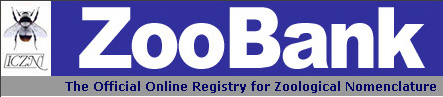 ICZN
ZooBank
The Official Online Registry for Zoological Nomenclature